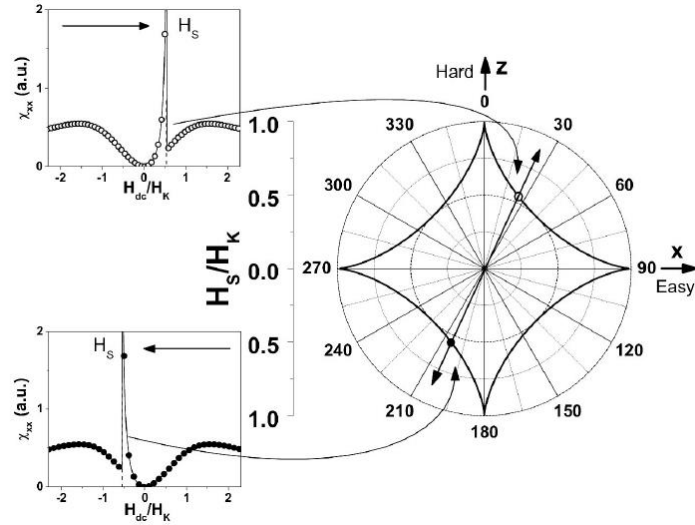 2
1
0
χxx (a.u.)
HS
-2 -1 0 1 2
Hdc/HK
2
1
0
χxx (a.u.)
HS
-2 -1 0 1 2
Hdc/HK
1.0
0.5
0.0
0.5
1.0
HS/HK
Hard z
0
330 30
300 60
270 90
x
Easy
240 120
210 150
180